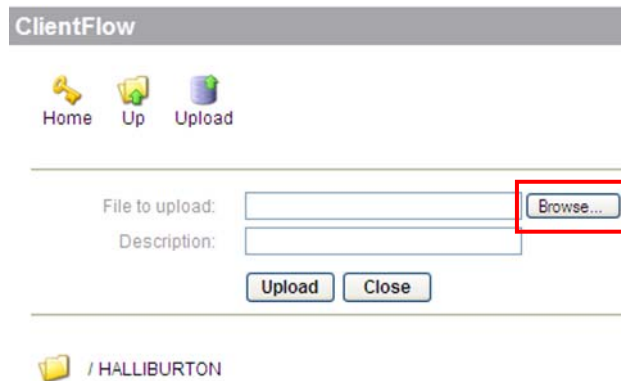 ClientFlow
Home Up Upload
File to upload: Browse...
Description:
Upload Close
/ HALLIBURTON